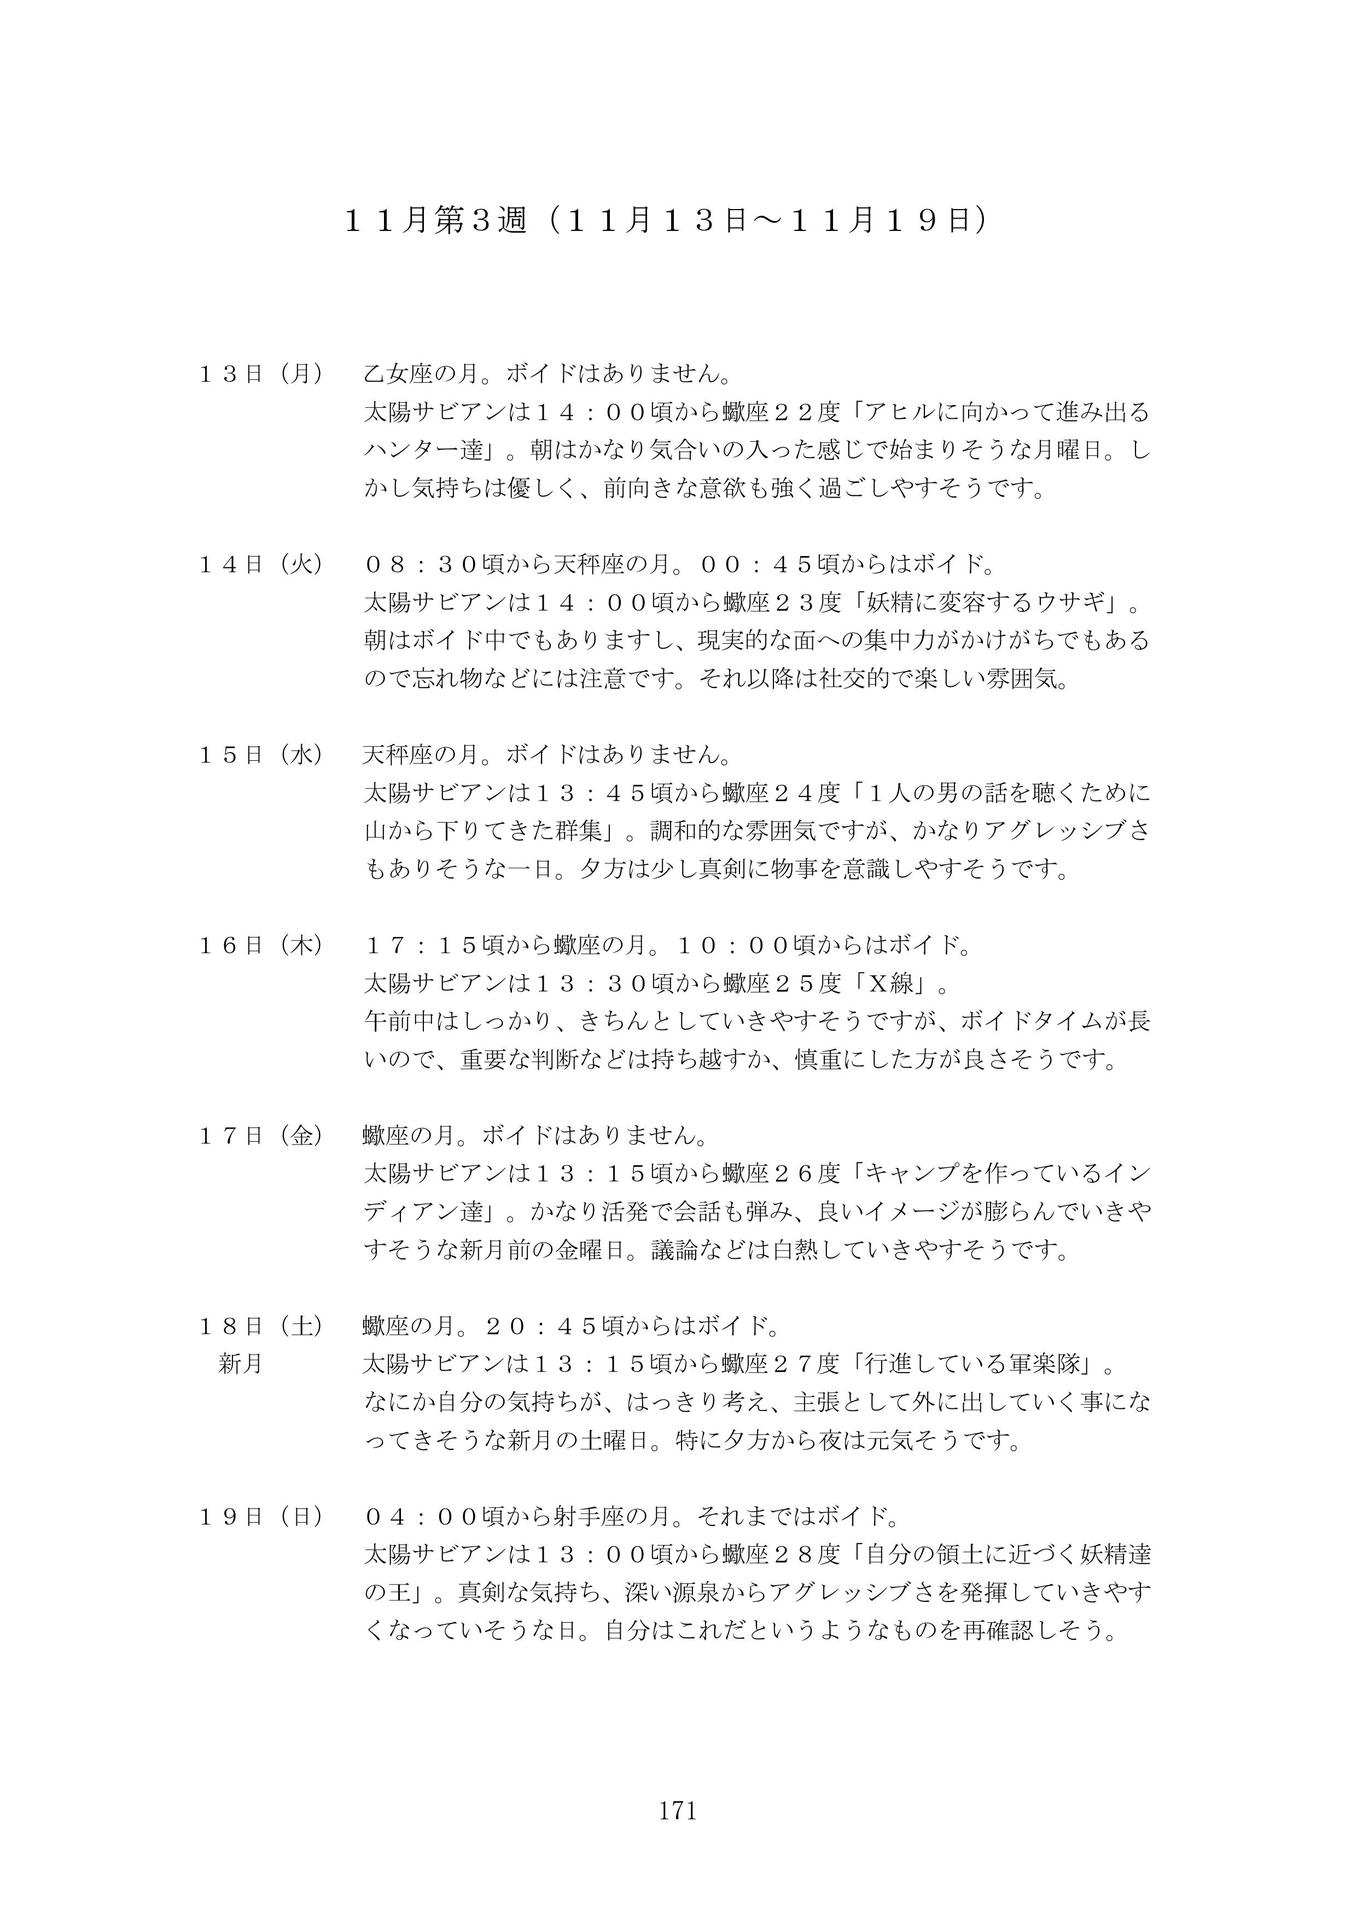 １１月第３週（１１月１３日～１１月１９日）
１３日（月）　乙女座の月。ボイドはありません。
太陽サビアンは１４：００頃から蠍座２２度「アヒルに向かって進み出る
ハンター達」。朝はかなり気合いの入った感じで始まりそうな月曜日。し
かし気持ちは優しく、前向きな意欲も強く過ごしやすそうです。
１４日（火）　０８：３０頃から天秤座の月。００：４５頃からはボイド。
太陽サビアンは１４：００頃から蠍座２３度「妖精に変容するウサギ」。
朝はボイド中でもありますし、現実的な面への集中力がかけがちでもある
ので忘れ物などには注意です。それ以降は社交的で楽しい雰囲気。
１５日（水）　天秤座の月。ボイドはありません。
太陽サビアンは１３：４５頃から蠍座２４度「１人の男の話を聴くために
山から下りてきた群集」。調和的な雰囲気ですが、かなりアグレッシブさ
もありそうな一日。夕方は少し真剣に物事を意識しやすそうです。
１６日（木）　１７：１５頃から蠍座の月。１０：００頃からはボイド。
太陽サビアンは１３：３０頃から蠍座２５度「Ｘ線」。
午前中はしっかり、きちんとしていきやすそうですが、ボイドタイムが長
いので、重要な判断などは持ち越すか、慎重にした方が良さそうです。
１７日（金）　蠍座の月。ボイドはありません。
太陽サビアンは１３：１５頃から蠍座２６度「キャンプを作っているイン
ディアン達」。かなり活発で会話も弾み、良いイメージが膨らんでいきや
すそうな新月前の金曜日。議論などは白熱していきやすそうです。
１８日（土）　蠍座の月。２０：４５頃からはボイド。
新月　太陽サビアンは１３：１５頃から蠍座２７度「行進している軍楽隊」。
なにか自分の気持ちが、はっきり考え、主張として外に出していく事にな
ってきそうな新月の土曜日。特に夕方から夜は元気そうです。
１９日（日）　０４：００頃から射手座の月。それまではボイド。
太陽サビアンは１３：００頃から蠍座２８度「自分の領土に近づく妖精達
の王」。真剣な気持ち、深い源泉からアグレッシブさを発揮していきやす
くなっていそうな日。自分はこれだというようなものを再確認しそう。
171